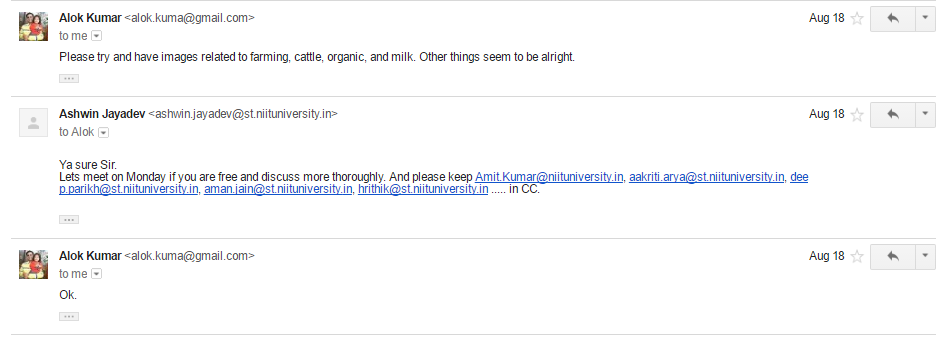 Alok Kumar <alok.kuma@gmail.com> Aug 18
to me
Please try and have images related to farming, cattle, organic, and milk. Other things seem to be alright.
Ashwin Jayadev <ashwin.jayadev@st.niituniversity.in> Aug 18
to Alok
Ya sure Sir.
Lets meet on Monday if you are free and discuss more thoroughly. And please keep Amit.Kumar@niituniversity.in, aakriti.arya@st.niituniversity.in, dee
p.parikh@st.niituniversity.in, aman.jain@st.niituniversity.in, hrithik@st.niituniversity.in ..... in CC.
Alok Kumar <alok.kuma@gmail.com> Aug 18
to me
Ok.